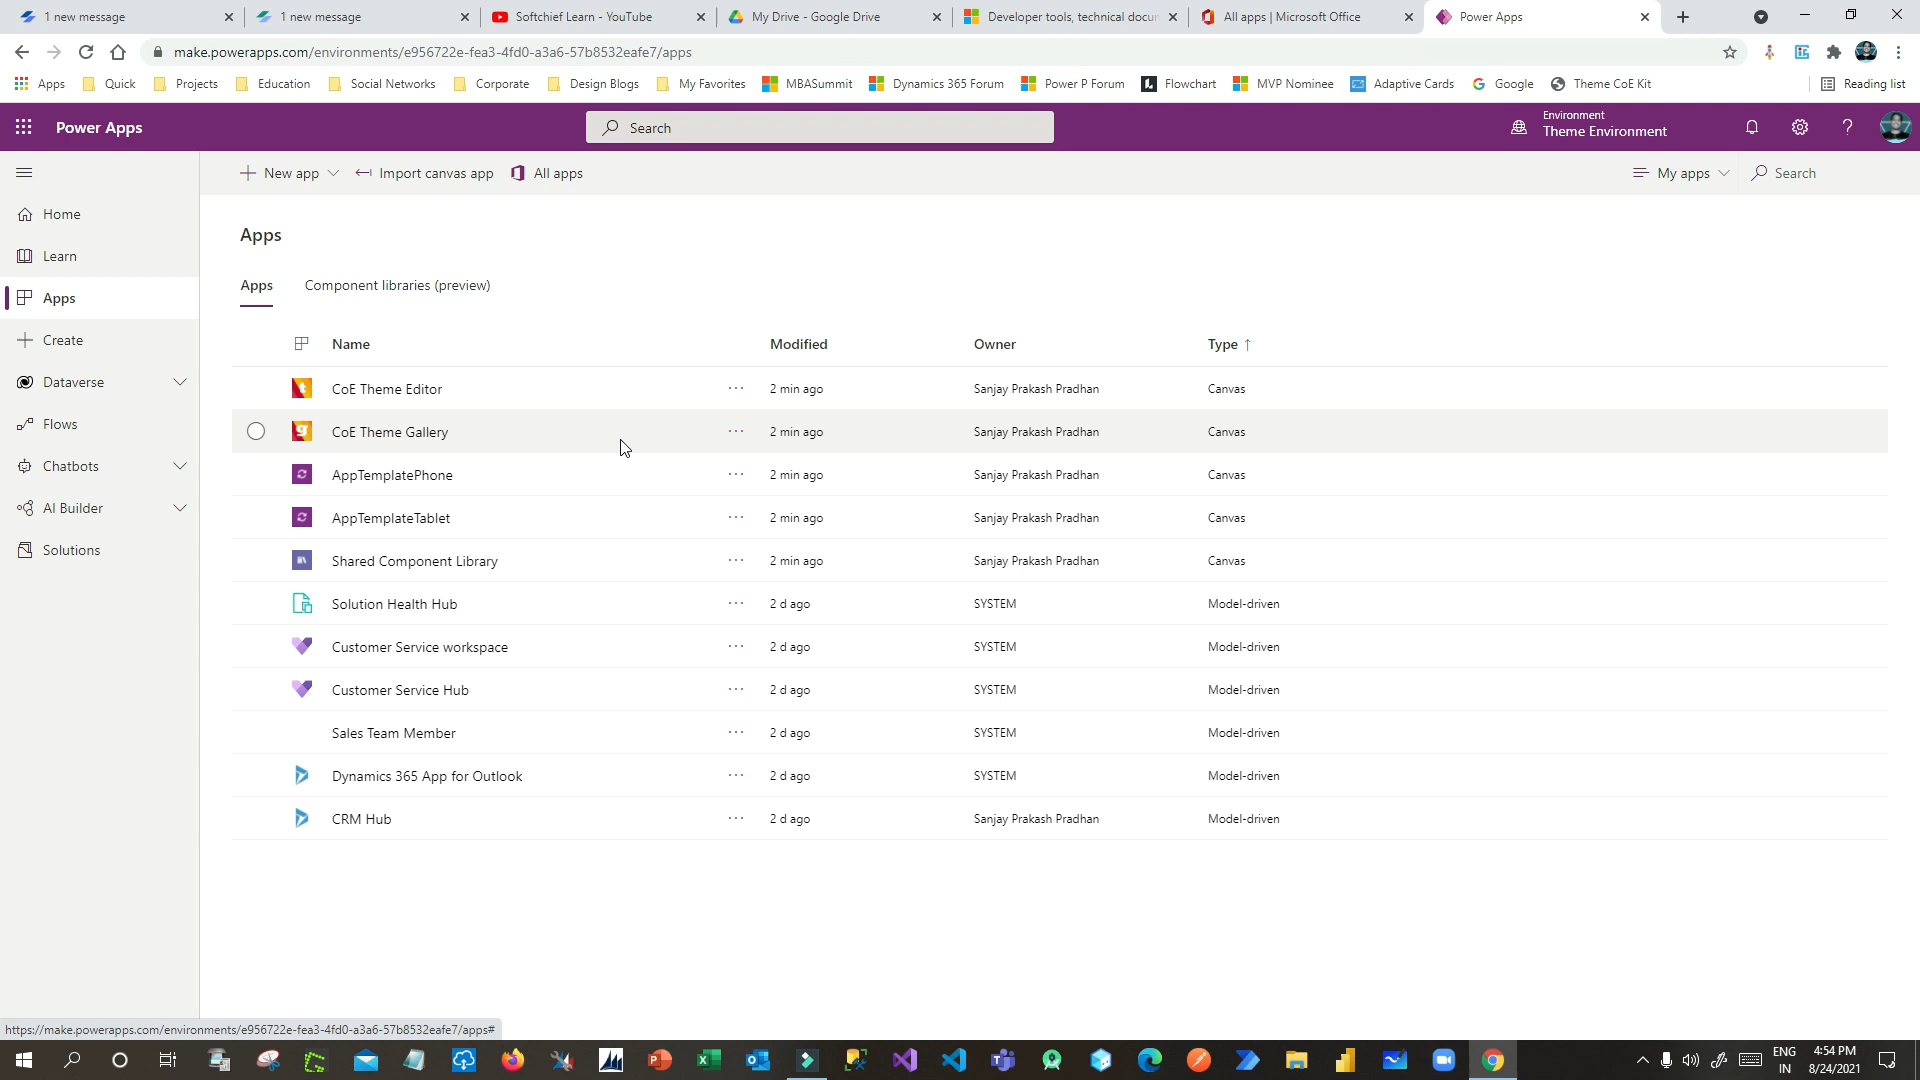 1 new message
1 new message
Softchief Learn - YouTube
My Drive - Google Drive
Developer tools, technical docum
All apps | Microsoft Office
Power Apps
make.powerapps.com/environments/e956722e-fea3-4fd0-a3a6-57b8532eafe7/apps
Apps Quick Projects Education Social Networks Corporate Design Blogs My Favorites MBASummit Dynamics 365 Forum Power P Forum Flowchart MVP Nominee Adaptive Cards Google Theme CoE Kit Reading list
Power Apps
Search
Environment
Theme Environment
New app
Import canvas app
All apps
My apps
Search
Home
Learn
Apps
Create
Dataverse
Flows
Chatbots
AI Builder
Solutions
Apps
Apps Component libraries (preview)
Name Modified Owner Type ↑
CoE Theme Editor ... 2 min ago Sanjay Prakash Pradhan Canvas
CoE Theme Gallery ... 2 min ago Sanjay Prakash Pradhan Canvas
AppTemplatePhone ... 2 min ago Sanjay Prakash Pradhan Canvas
AppTemplateTablet ... 2 min ago Sanjay Prakash Pradhan Canvas
Shared Component Library ... 2 min ago Sanjay Prakash Pradhan Canvas
Solution Health Hub ... 2 d ago SYSTEM Model-driven
Customer Service workspace ... 2 d ago SYSTEM Model-driven
Customer Service Hub ... 2 d ago SYSTEM Model-driven
Sales Team Member ... 2 d ago SYSTEM Model-driven
Dynamics 365 App for Outlook ... 2 d ago SYSTEM Model-driven
CRM Hub ... 2 d ago Sanjay Prakash Pradhan Model-driven
https://make.powerapps.com/environments/e956722e-fea3-4fd0-a3a6-57b8532eafe7/apps#
ENG
IN
4:54 PM
8/24/2021